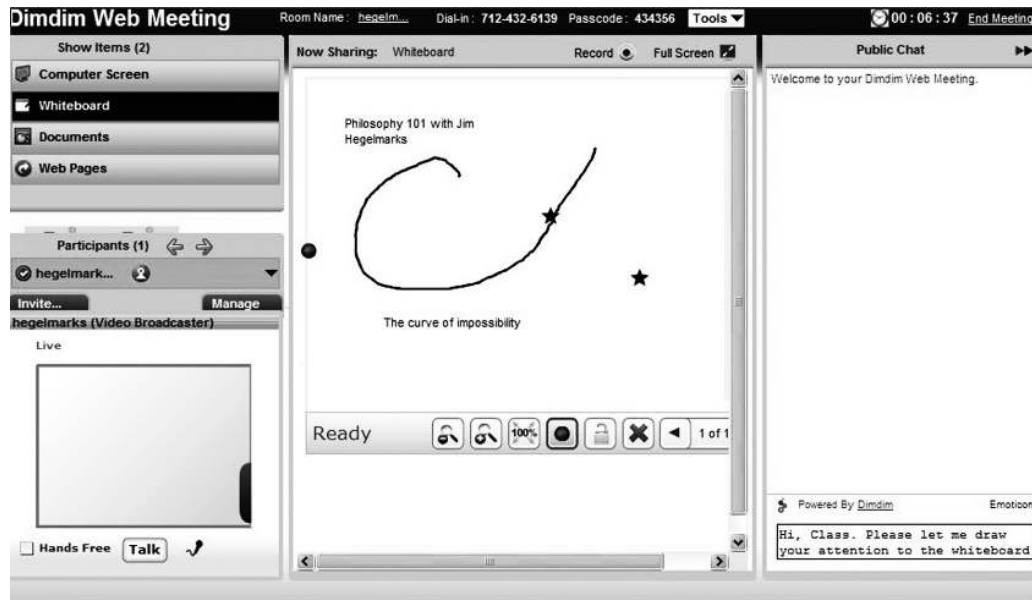 Dimdim Web Meeting
Room Name: hegelm... Dial-in: 712-432-6139 Passcode: 434356 Tools
00:06:37 End Meeting
Show Items (2)
Computer Screen
Whiteboard
Documents
Web Pages
Participants (1)
hegelmark...
Invite... Manage
hegelmarks (Video Broadcaster)
Live
Hands Free Talk
Now Sharing: Whiteboard Record Full Screen
Philosophy 101 with Jim
Hegelmarks
The curve of impossibility
Ready 100% 1 of 1
Public Chat
Welcome to your Dimdim Web Meeting.
Powered By Dimdim Emoticon
Hi, Class. Please let me draw
your attention to the whiteboard